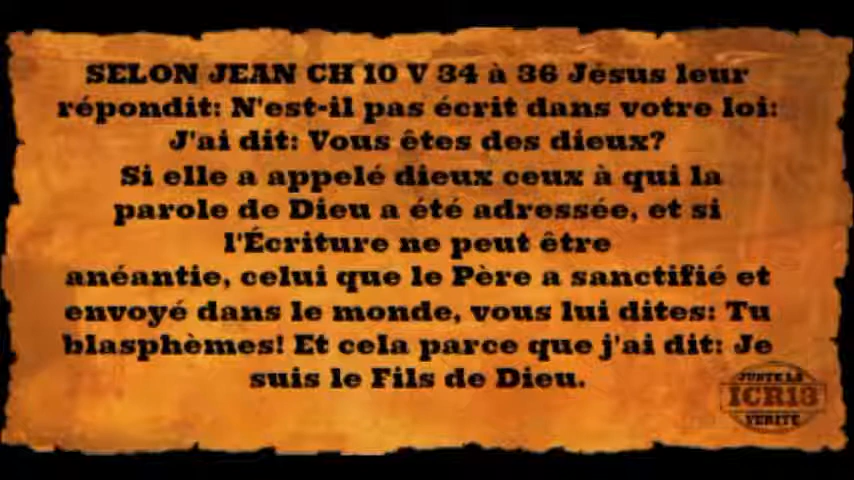 SELON JEAN CH 10 V 34 à 36 Jésus leur
répondit: N'est-il pas écrit dans votre loi:
J'ai dit: Vous êtes des dieux?
Si elle a appelé dieux ceux à qui la
parole de Dieu a été adressée, et si
l'Écriture ne peut être
anéantie, celui que le Père a sanctifié et
envoyé dans le monde, vous lui dites: Tu
blasphèmes! Et cela parce que j'ai dit: Je
suis le Fils de Dieu.
JUSTE LA
ICR13
VERITE